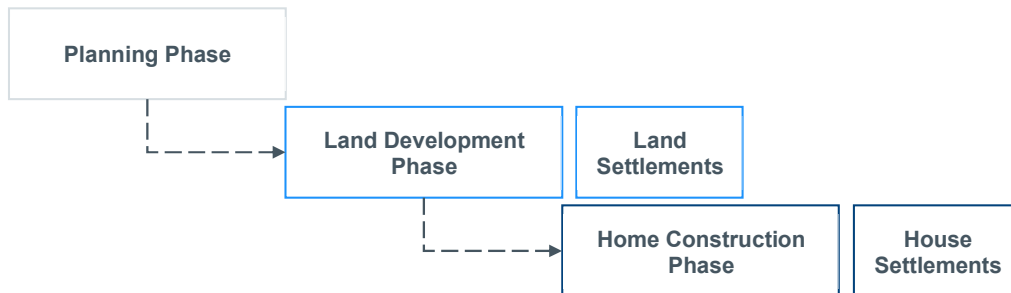 Planning Phase
Land Development
Phase
Land
Settlements
Home Construction
Phase
House
Settlements